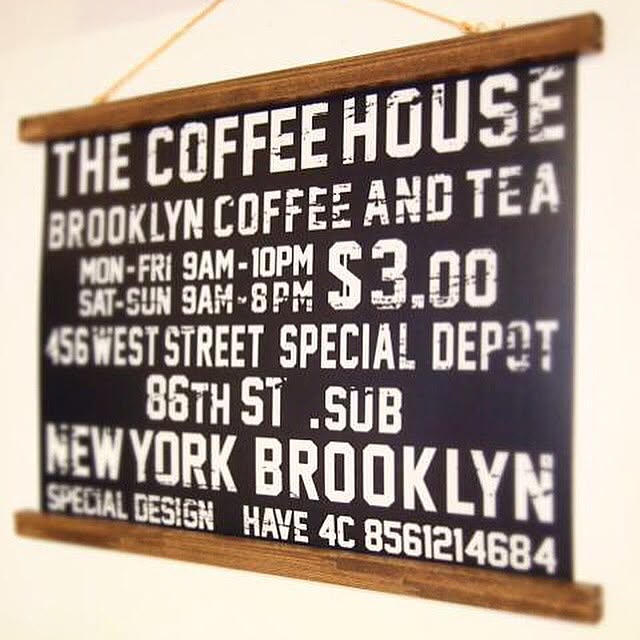 THE COFFEE HOUSE
BROOKLYN COFFEE AND TEA
MON-FRI 9AM-10PM
SAT-SUN 9AM-8PM
$3.00
456 WEST STREET SPECIAL DEPOT
86TH ST .SUB
NEW YORK BROOKLYN
SPECIAL DESIGN HAVE 4C 8561214684